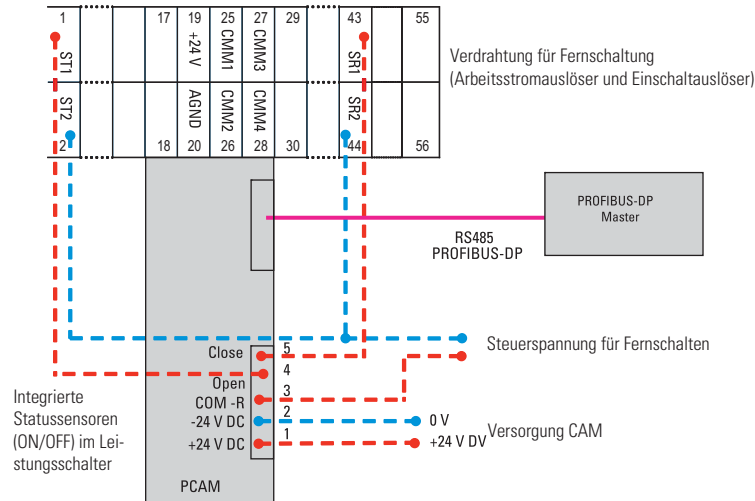 1 17 19 25 27 29 43 55
ST1 +24 V CMM1 CMM3 SR1
ST2 AGND CMM2 CMM4 SR2
2 18 20 26 28 30 44 56
Verdrahtung für Fernschaltung
(Arbeitsstromauslöser und Einschaltauslöser)
PROFIBUS-DP
Master
RS485
PROFIBUS-DP
Steuerspannung für Fernschalten
Close 5
4
Open
COM -R 3
-24 V DC 2 0 V
+24 V DC 1 +24 V DV
Versorgung CAM
Integrierte
Statussensoren
(ON/OFF) im Lei-
stungsschalter
PCAM